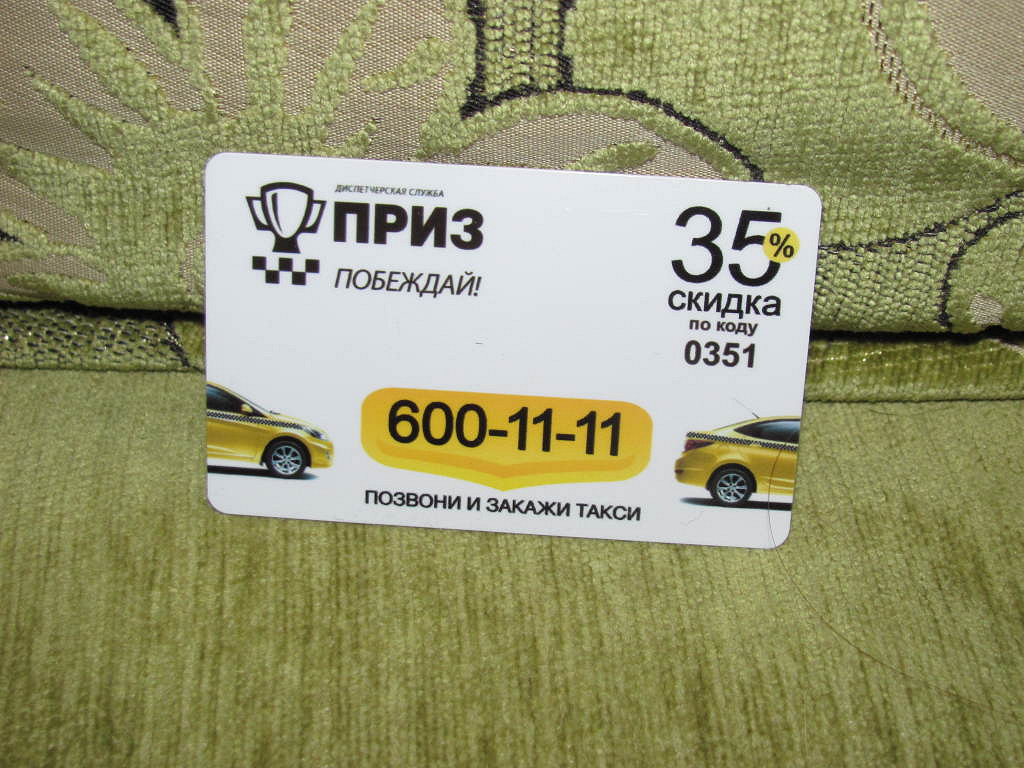 ДИСПЕТЧЕРСКАЯ СЛУЖБА
ПРИЗ
ПОБЕЖДАЙ!
35%
скидка
по коду
0351
600-11-11
ПОЗВОНИ И ЗАКАЖИ ТАКСИ